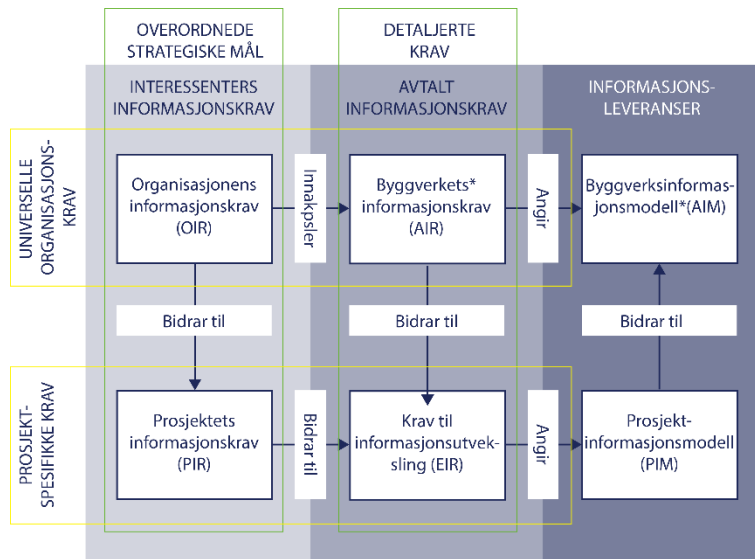 OVERORDNEDE
STRATEGISKE MÅL
DETALJERTE
KRAV
INTERESSENTERS
INFORMASJONSKRAV
AVTALT
INFORMASJONSKRAV
INFORMASJONS-
LEVERANSER
UNIVERSELLE
ORGANISASJONS-
KRAV
Organisasjonens
informasjonskrav
(OIR)
Innakpsler
Byggverkets*
informasjonskrav
(AIR)
Angir
Byggverksinformas-
jonsmodell*(AIM)
Bidrar til
Bidrar til
Bidrar til
PROSJEKT-
SPESIFIKKE KRAV
Prosjektets
informasjonskrav
(PIR)
Bidrar til
Krav til
informasjonsutvek-
sling (EIR)
Angir
Prosjekt-
informasjonsmodell
(PIM)